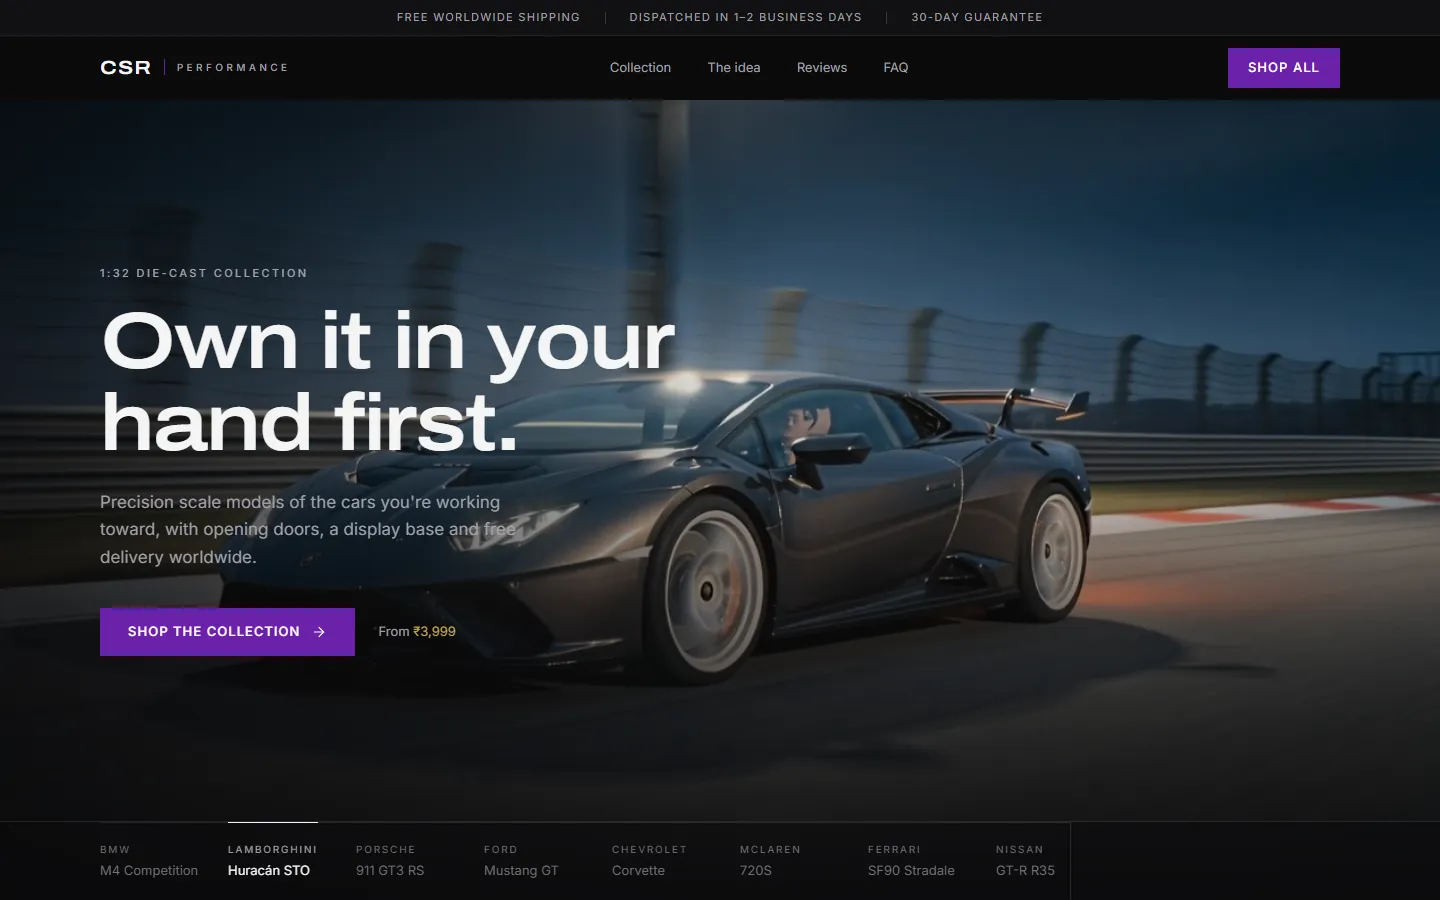 FREE WORLDWIDE SHIPPING
DISPATCHED IN 1–2 BUSINESS DAYS
30-DAY GUARANTEE
CSR PERFORMANCE
Collection
The idea
Reviews
FAQ
SHOP ALL
1:32 DIE-CAST COLLECTION
Own it in your
hand first.
Precision scale models of the cars you're working
toward, with opening doors, a display base and free
delivery worldwide.
SHOP THE COLLECTION →
From ₹3,999
BMW
M4 Competition
LAMBORGHINI
Huracán STO
PORSCHE
911 GT3 RS
FORD
Mustang GT
CHEVROLET
Corvette
MCLAREN
720S
FERRARI
SF90 Stradale
NISSAN
GT-R R35